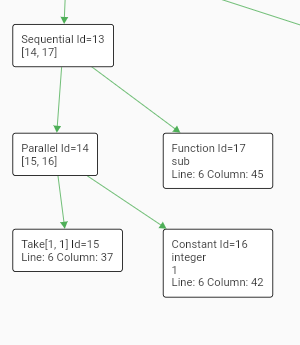 Sequential Id=13
[14, 17]
Parallel Id=14
[15, 16]
Function Id=17
sub
Line: 6 Column: 45
Take[1, 1] Id=15
Line: 6 Column: 37
Constant Id=16
integer
1
Line: 6 Column: 42